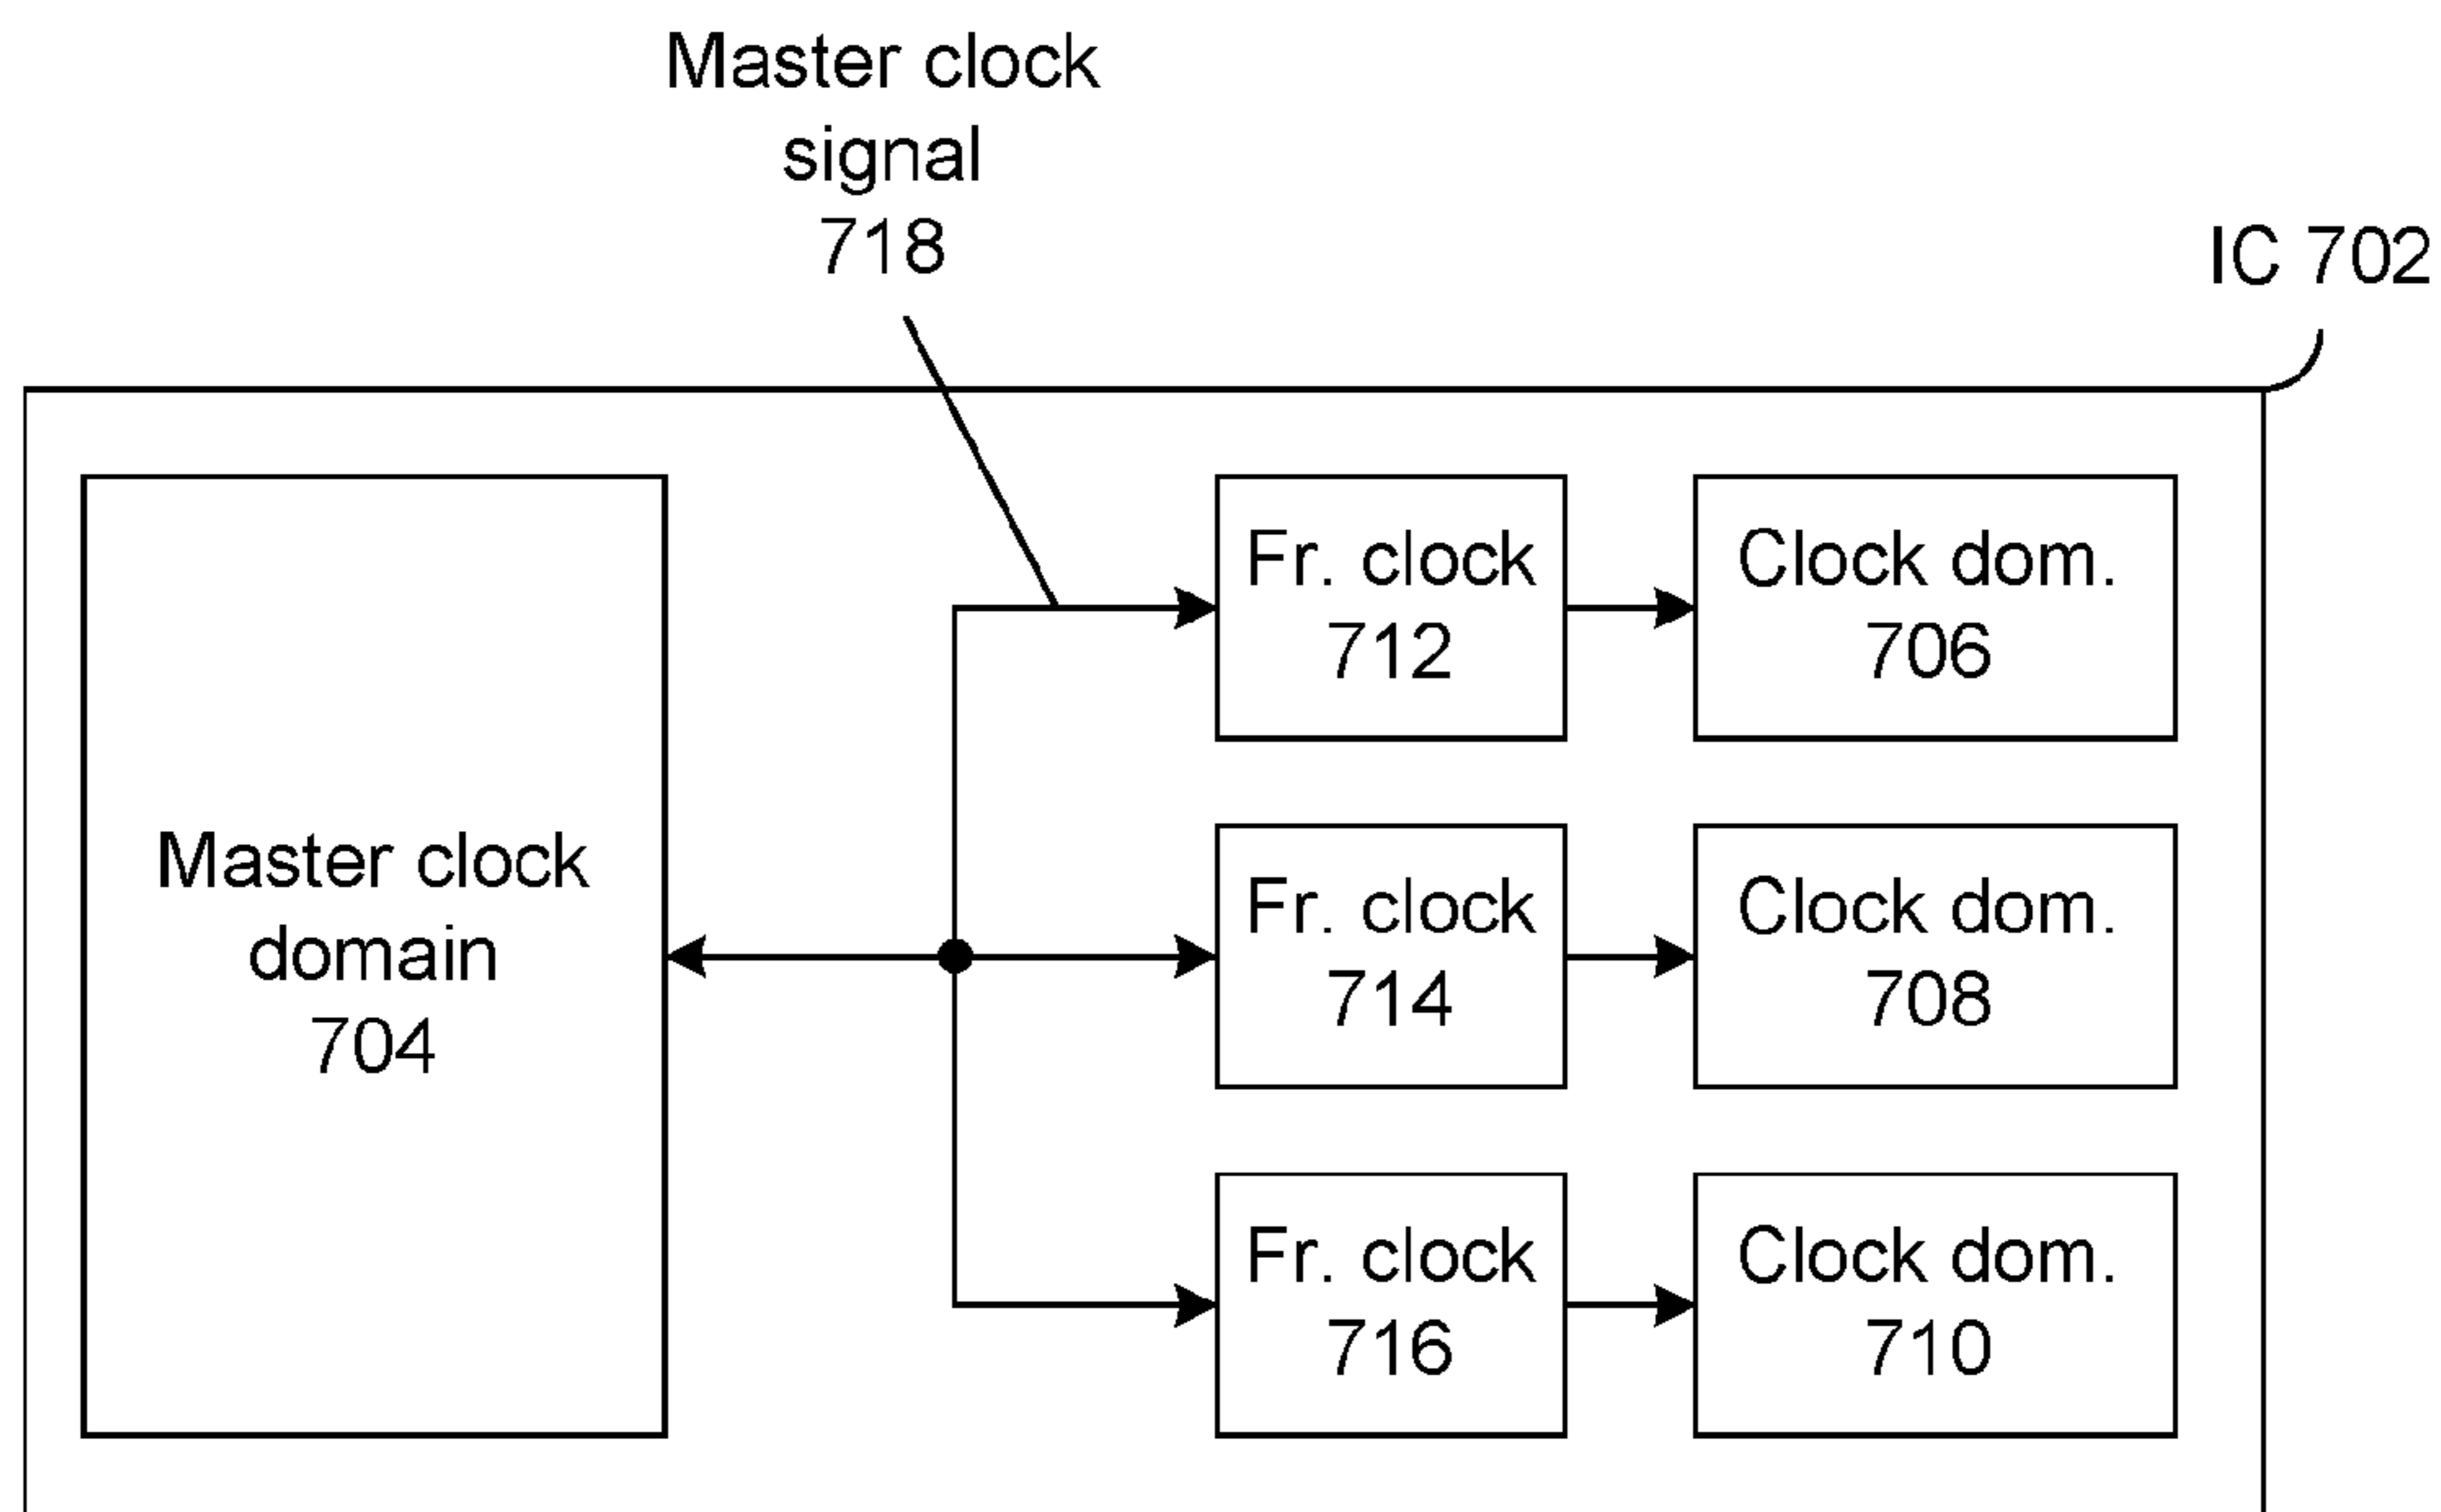 Master clock
signal
718
IC 702
Fr. clock
712
Clock dom.
706
Master clock
domain
704
Fr. clock
714
Clock dom.
708
Fr. clock
716
Clock dom.
710